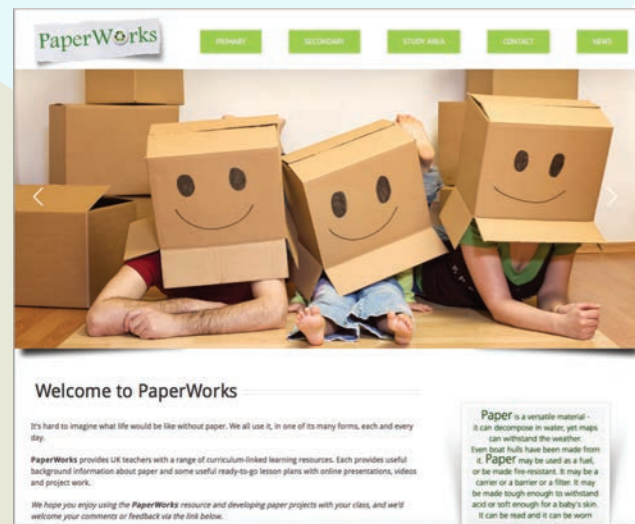 PaperWorks
PRIMARY
SECONDARY
STUDY AREA
CONTACT
NEWS
Welcome to PaperWorks
It's hard to imagine what life would be like without paper. We all use it, in one of its many forms, each and every
day.
PaperWorks provides UK teachers with a range of curriculum-linked learning resources. Each provides useful
background information about paper and some useful ready-to-go lesson plans with online presentations, videos
and project work.
We hope you enjoy using the PaperWorks resource and developing paper projects with your class, and we'd
welcome your comments or feedback via the link below.
Paper is a versatile material -
it can decompose in water, yet maps
can withstand the weather.
Even boat hulls have been made from
it. Paper may be used as a fuel,
or be made fire-resistant. It may be a
carrier or a barrier or a filter. It may
be made tough enough to withstand
acid or soft enough for a baby's skin.
It can be read and it can be worn